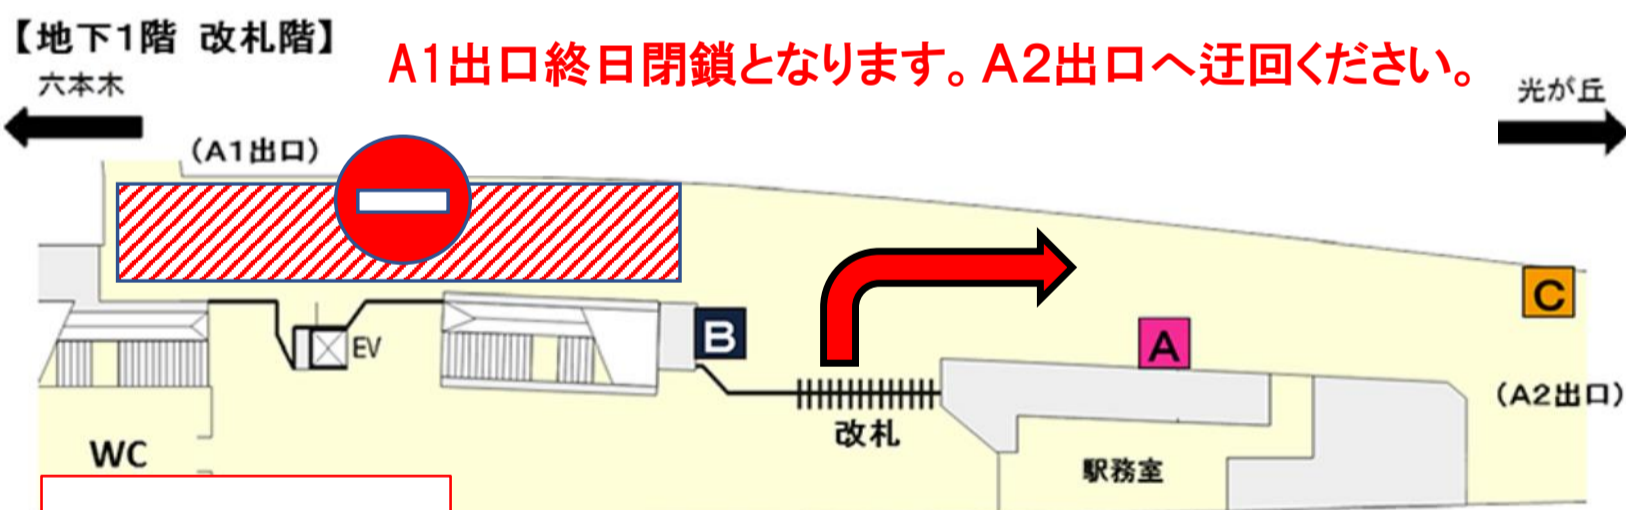 【地下1階 改札階】
A1出口終日閉鎖となります。A2出口へ迂回ください。
六本木
光が丘
（A1出口）
C
B
EV
A
（A2出口）
改札
WC
駅務室